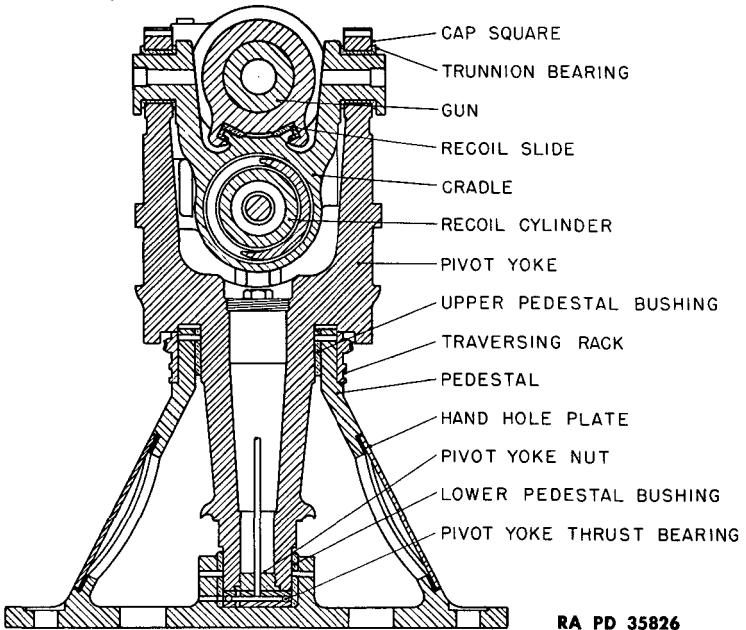 CAP SQUARE
TRUNNION BEARING
GUN
RECOIL SLIDE
CRADLE
RECOIL CYLINDER
PIVOT YOKE
UPPER PEDESTAL BUSHING
TRAVERSING RACK
PEDESTAL
HAND HOLE PLATE
PIVOT YOKE NUT
LOWER PEDESTAL BUSHING
PIVOT YOKE THRUST BEARING
RA PD 35826